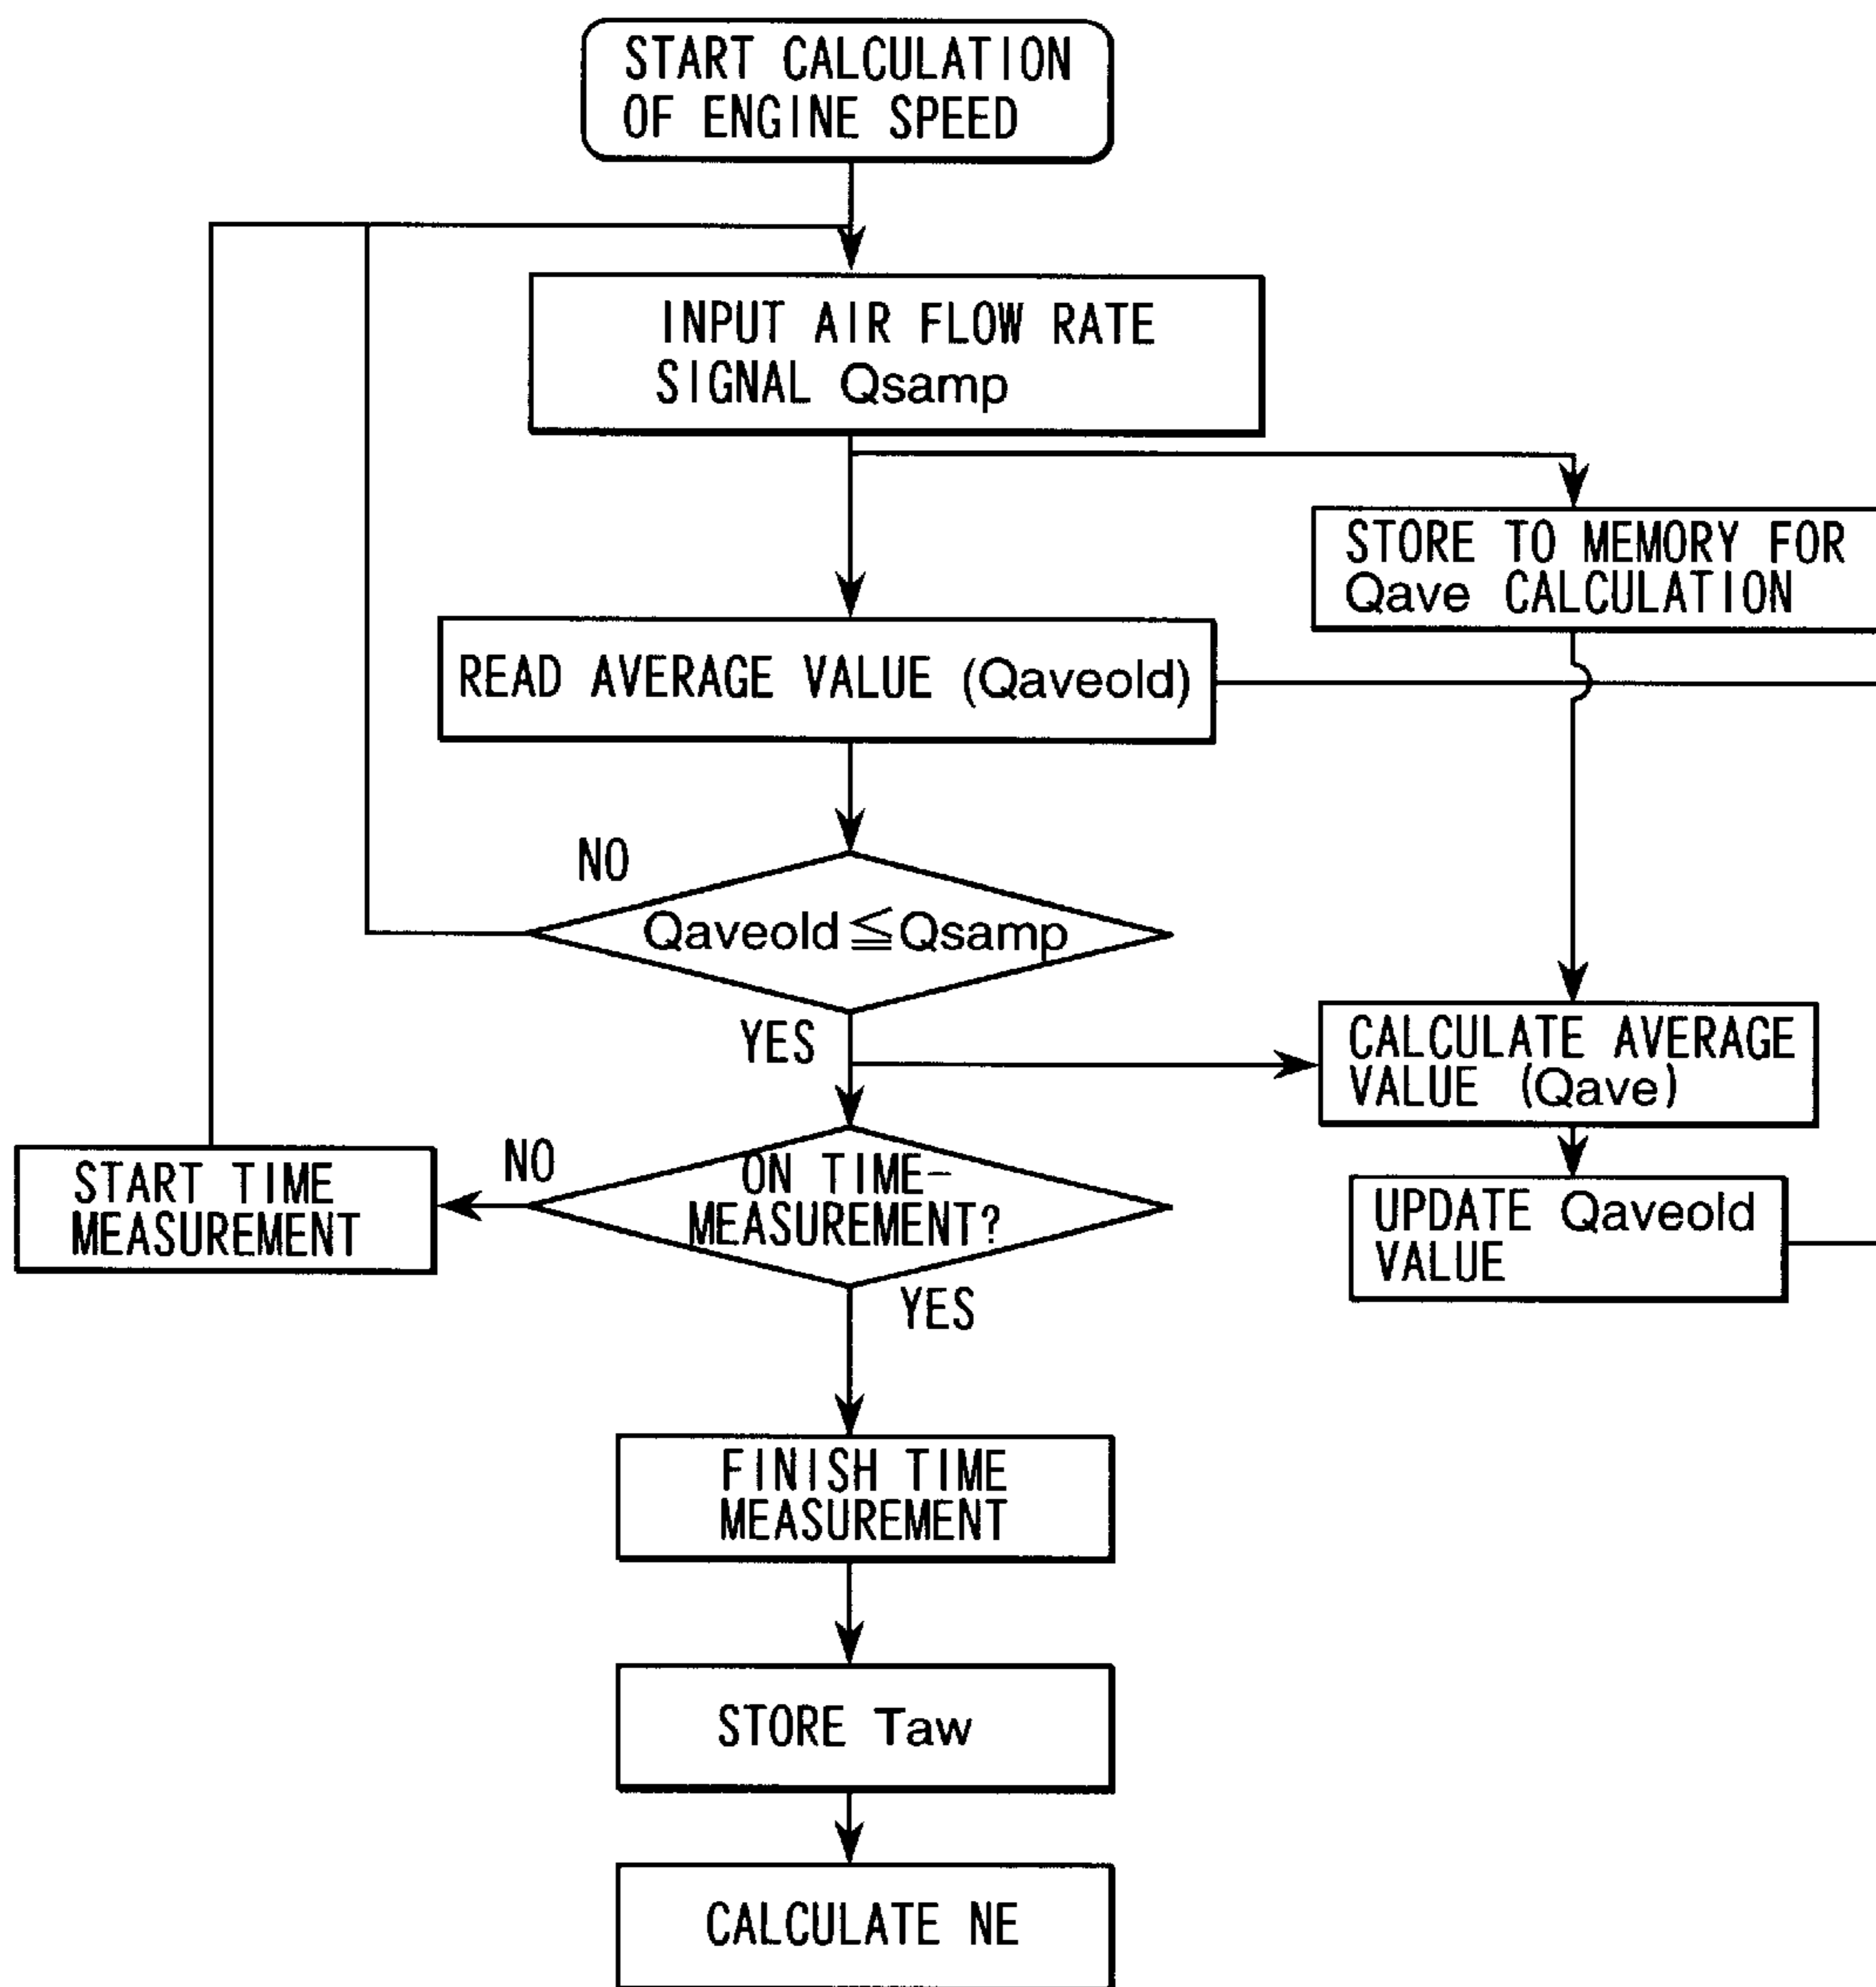 START CALCULATION
OF ENGINE SPEED
INPUT AIR FLOW RATE
SIGNAL Qsamp
STORE TO MEMORY FOR
Qave CALCULATION
READ AVERAGE VALUE (Qaveold)
NO
Qaveold≦Qsamp
YES
CALCULATE AVERAGE
VALUE (Qave)
START TIME
MEASUREMENT
NO
ON TIME-
MEASUREMENT?
UPDATE Qaveold
VALUE
YES
FINISH TIME
MEASUREMENT
STORE Taw
CALCULATE NE